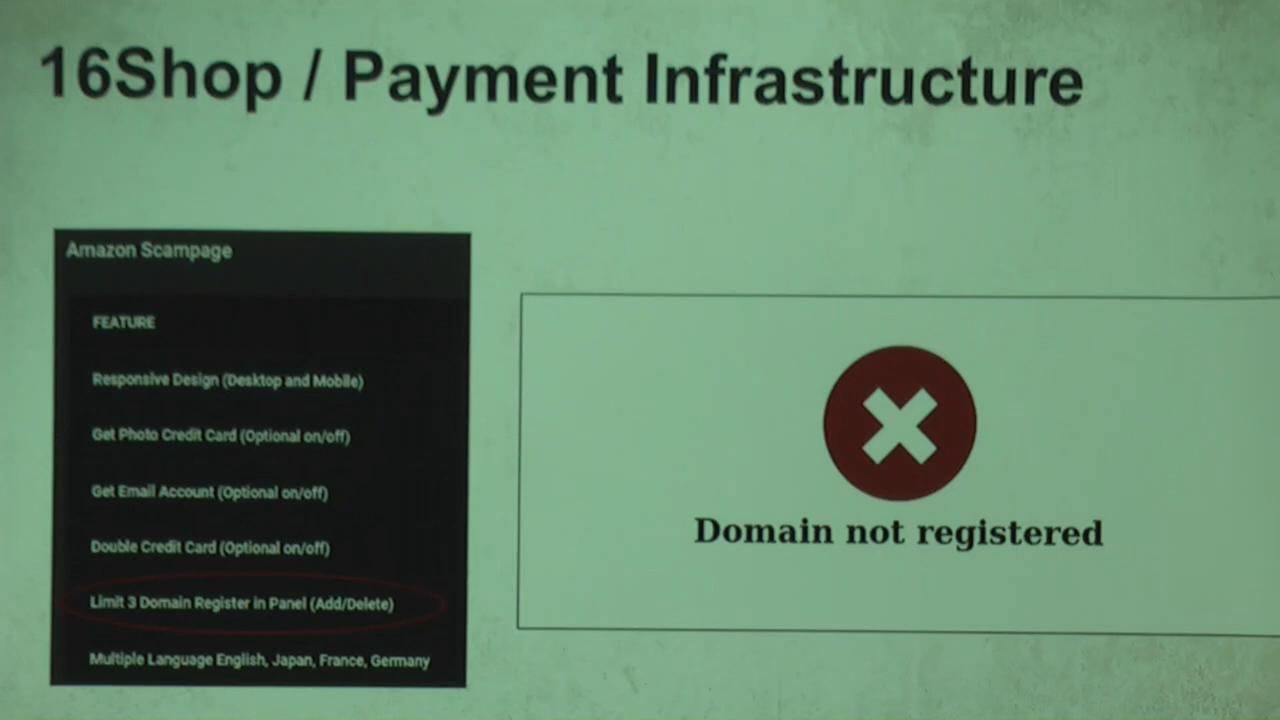 16Shop / Payment Infrastructure
Amazon Scampage
FEATURE
Responsive Design (Desktop and Mobile)
Get Photo Credit Card (Optional on/off)
Get Email Account (Optional on/off)
Double Credit Card (Optional on/off)
Limit 3 Domain Register in Panel (Add/Delete)
Multiple Language English, Japan, France, Germany
Domain not registered